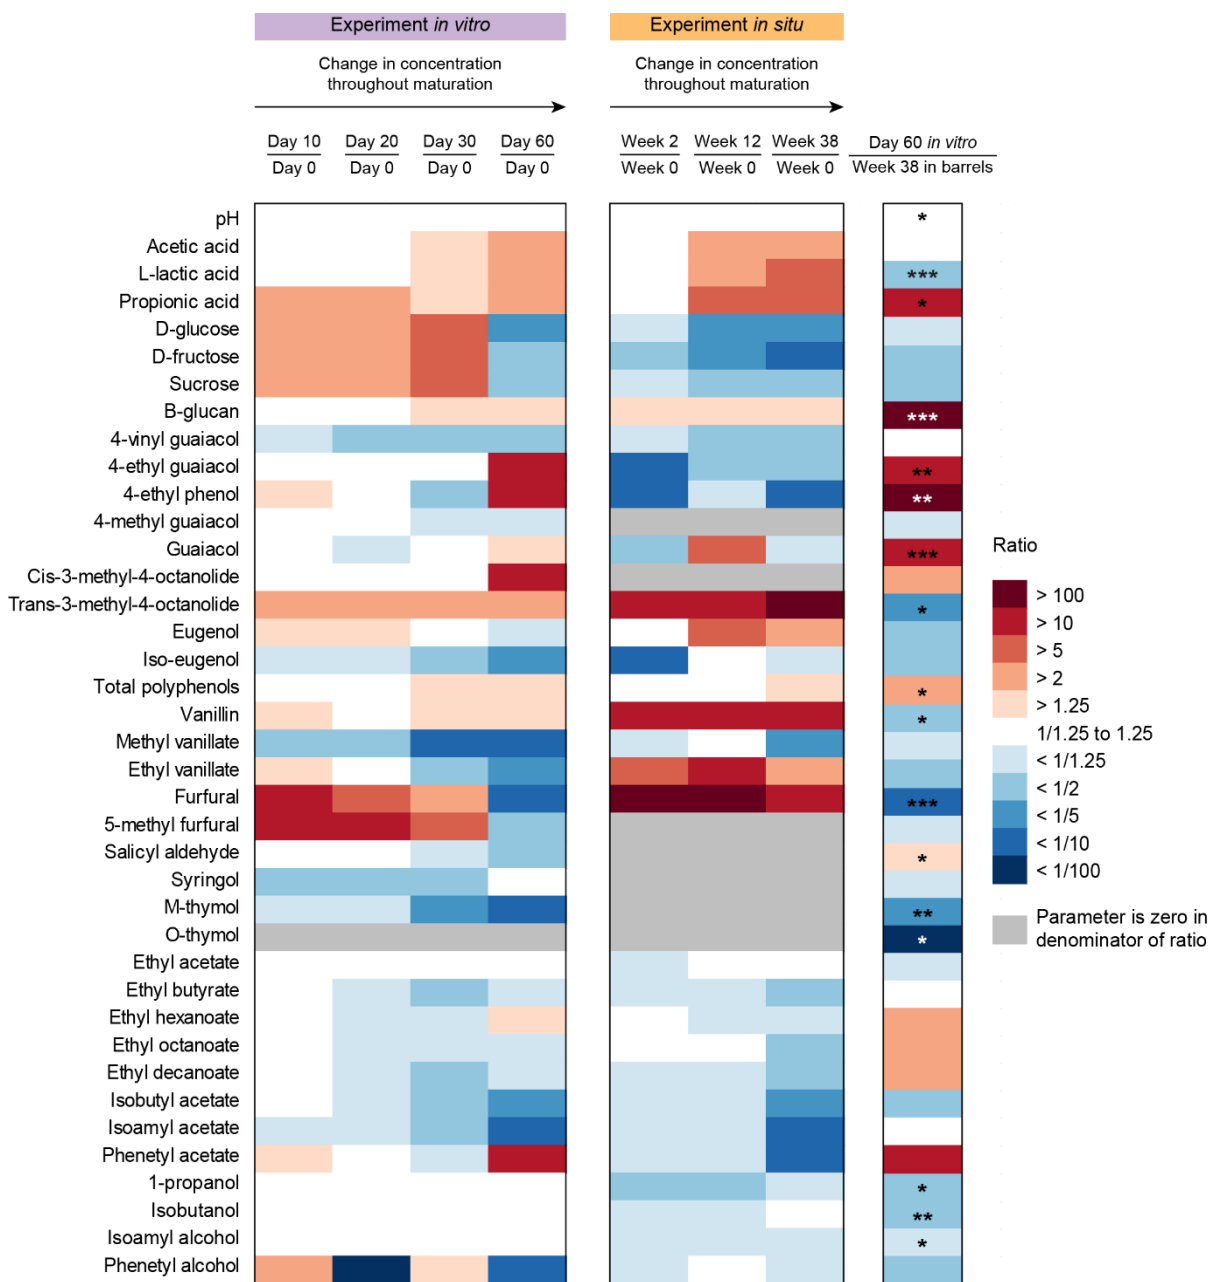 Experiment in vitro
Experiment in situ
Change in concentration
throughout maturation
Change in concentration
throughout maturation
Day 10
Day 0
Day 20
Day 0
Day 30
Day 0
Day 60
Day 0
Week 2
Week 0
Week 12
Week 0
Week 38
Week 0
Day 60 in vitro
Week 38 in barrels
pH *
Acetic acid
L-lactic acid ***
Propionic acid *
D-glucose
D-fructose
Sucrose
B-glucan ***
4-vinyl guaiacol
4-ethyl guaiacol **
4-ethyl phenol **
4-methyl guaiacol
Guaiacol ***
Cis-3-methyl-4-octanolide
Trans-3-methyl-4-octanolide *
Eugenol
Iso-eugenol
Total polyphenols *
Vanillin *
Methyl vanillate
Ethyl vanillate
Furfural ***
5-methyl furfural
Salicyl aldehyde *
Syringol
M-thymol **
O-thymol *
Ethyl acetate
Ethyl butyrate
Ethyl hexanoate
Ethyl octanoate
Ethyl decanoate
Isobutyl acetate
Isoamyl acetate
Phenetyl acetate
1-propanol *
Isobutanol **
Isoamyl alcohol *
Phenetyl alcohol
Ratio
> 100
> 10
> 5
> 2
> 1.25
1/1.25 to 1.25
< 1/1.25
< 1/2
< 1/5
< 1/10
< 1/100
Parameter is zero in
denominator of ratio